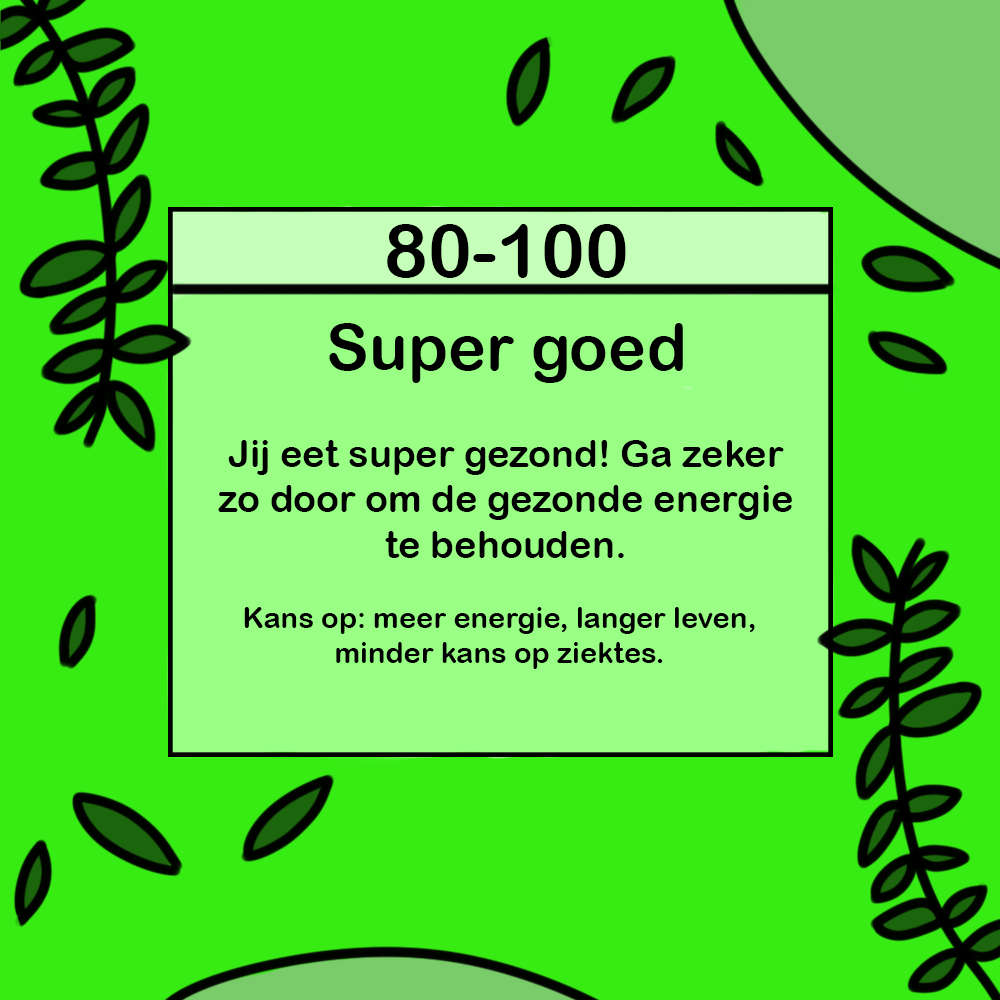 80-100
Super goed
Jij eet super gezond! Ga zeker
zo door om de gezonde energie
te behouden.
Kans op: meer energie, langer leven,
minder kans op ziektes.